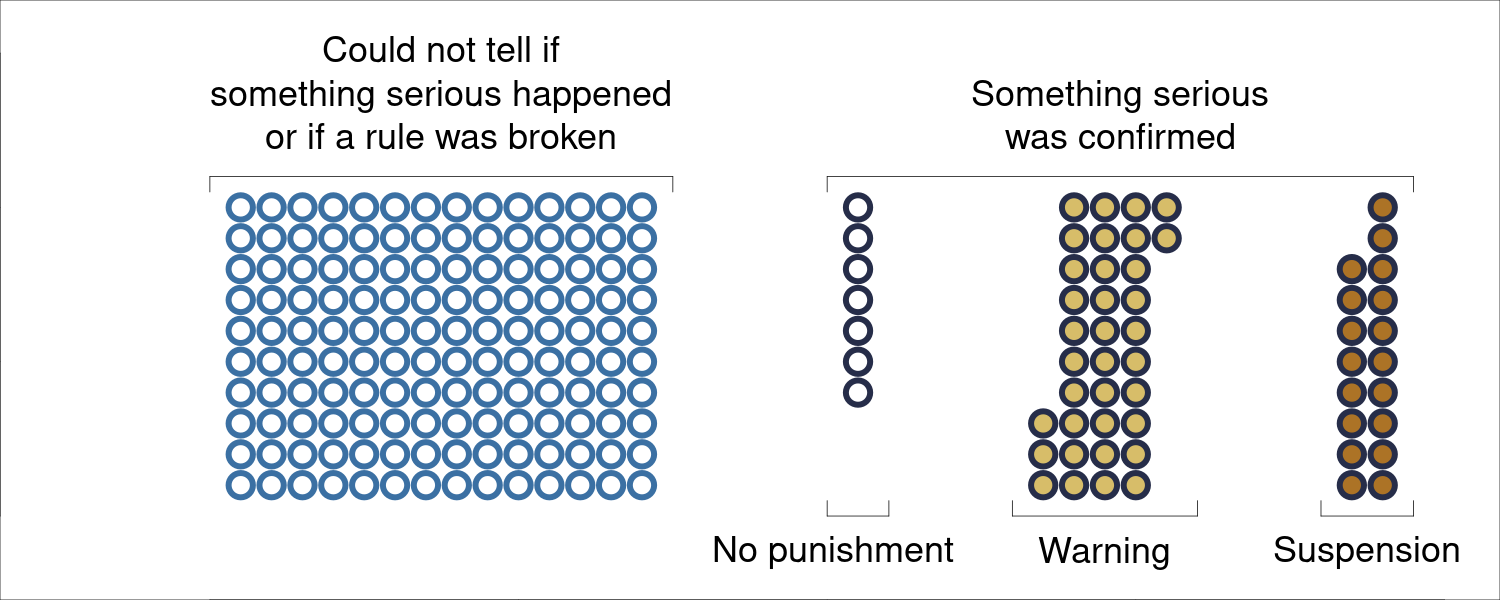 Could not tell if
something serious happened
or if a rule was broken
Something serious
was confirmed
No punishment
Warning
Suspension